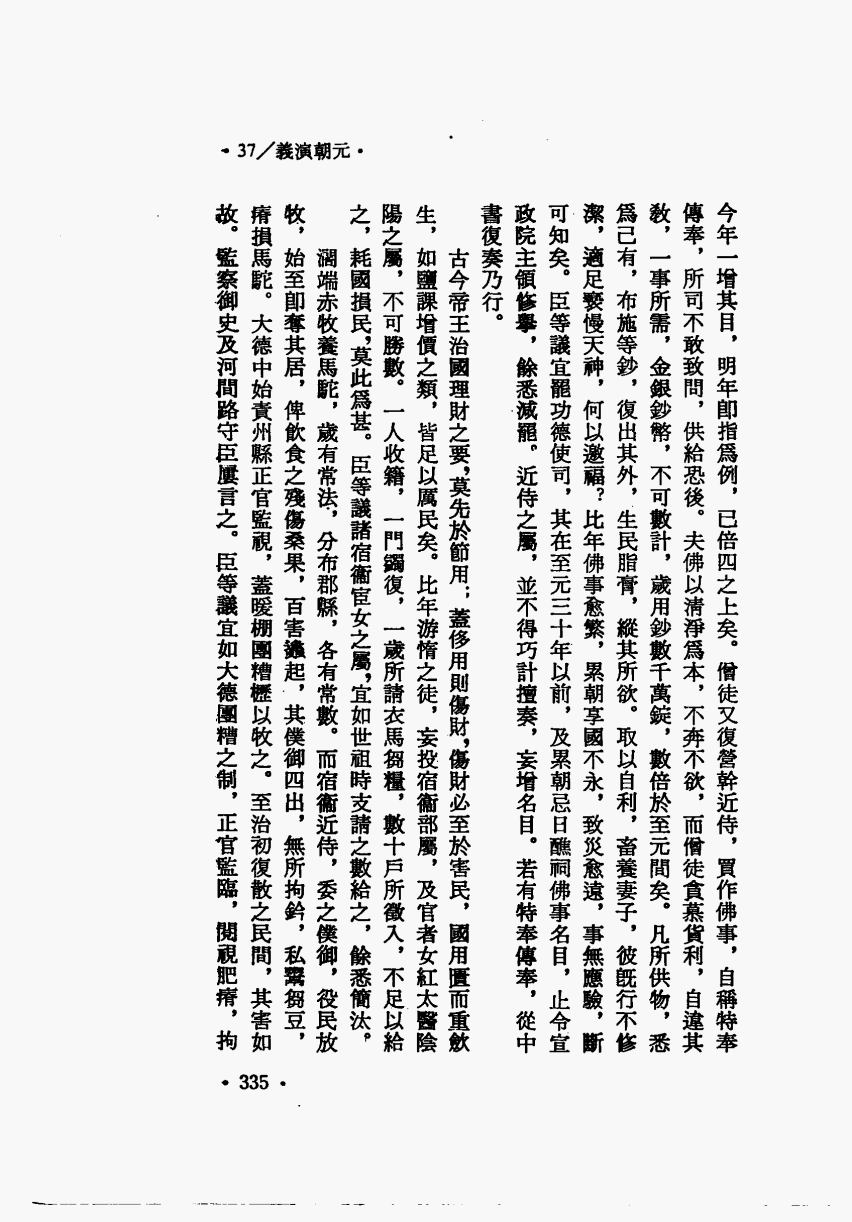 • 37／義演朝元 •
今年一增其目，明年卽指爲例，已倍四之上矣。僧徒又復營幹近侍，買作佛事，自稱特奉
傳奉，所司不敢致問，供給恐後。夫佛以清淨爲本，不奔不欲，而僧徒貪慕貨利，自違其
敎，一事所需，金銀鈔幣，不可數計，歲用鈔數千萬錠，數倍於至元間矣。凡所供物，悉
爲己有，布施等鈔，復出其外，生民脂膏，縱其所欲。取以自利，畜養妻子，彼旣行不修
潔，適足褻慢天神，何以邀福？比年佛事愈繁，累朝享國不永，致災愈遠，事無應驗，斷
可知矣。臣等議宜罷功德使司，其在至元三十年以前，及累朝忌日醮祠佛事名目，止令宣
政院主領修擧，餘悉減罷。近侍之屬，並不得巧計擅奏，妄增名目。若有特奉傳奉，從中
書復奏乃行。
古今帝王治國理財之要，莫先於節用；蓋侈用則傷財，傷財必至於害民，國用匱而重斂
生，如鹽課增價之類，皆足以厲民矣。比年游惰之徒，妄投宿衞部屬，及官者女紅太醫陰
陽之屬，不可勝數。一人收籍，一門蠲復，一歲所請衣馬芻糧，數十戶所徵入，不足以給
之，耗國損民，莫此爲甚。臣等議諸宿衞宦女之屬，宜如世祖時支請之數給之，餘悉簡汰。
濶端赤牧養馬駝，歲有常法，分布郡縣，各有常數。而宿衞近侍，委之僕御，役民放
牧，始至卽奪其居，俾飮食之殘傷桑果，百害蠭起，其僕御四出，無所拘鈐，私鬻芻豆，
瘠損馬駝。大德中始責州縣正官監視，蓋暖棚團糟櫪以牧之。至治初復散之民間，其害如
故。監察御史及河間路守臣屢言之。臣等議宜如大德團糟之制，正官監臨，閱視肥瘠，拘
• 335 •